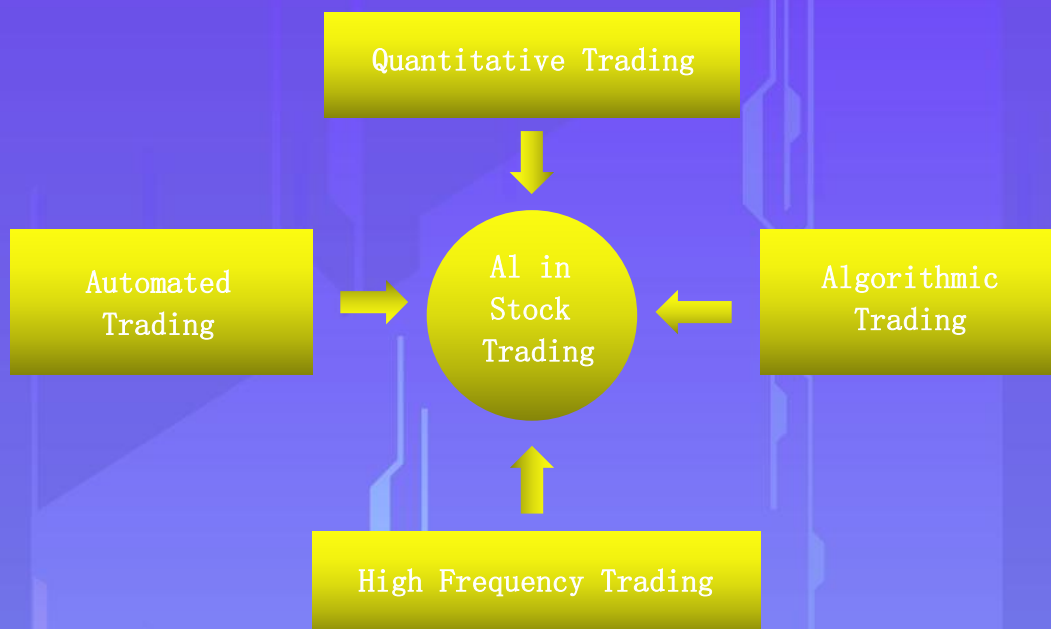 Quantitative Trading
Automated
Trading
Al in
Stock
Trading
Algorithmic
Trading
High Frequency Trading